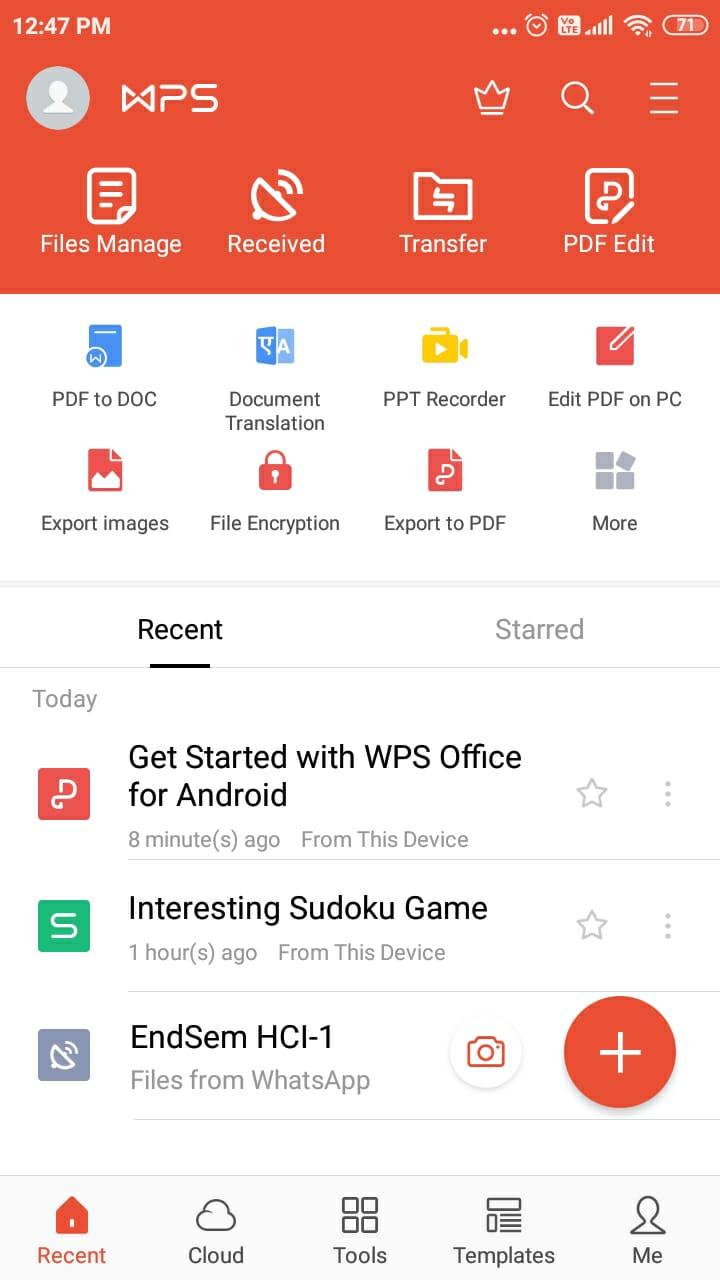 12:47 PM
Vo LTE
71
WPS
Files Manage
Received
Transfer
PDF Edit
W
ए A
PDF to DOC
Document
Translation
PPT Recorder
Edit PDF on PC
Export images
File Encryption
Export to PDF
More
Recent
Starred
Today
Get Started with WPS Office
for Android
8 minute(s) ago From This Device
S
Interesting Sudoku Game
1 hour(s) ago From This Device
EndSem HCI-1
Files from WhatsApp
Recent
Cloud
Tools
Templates
Me